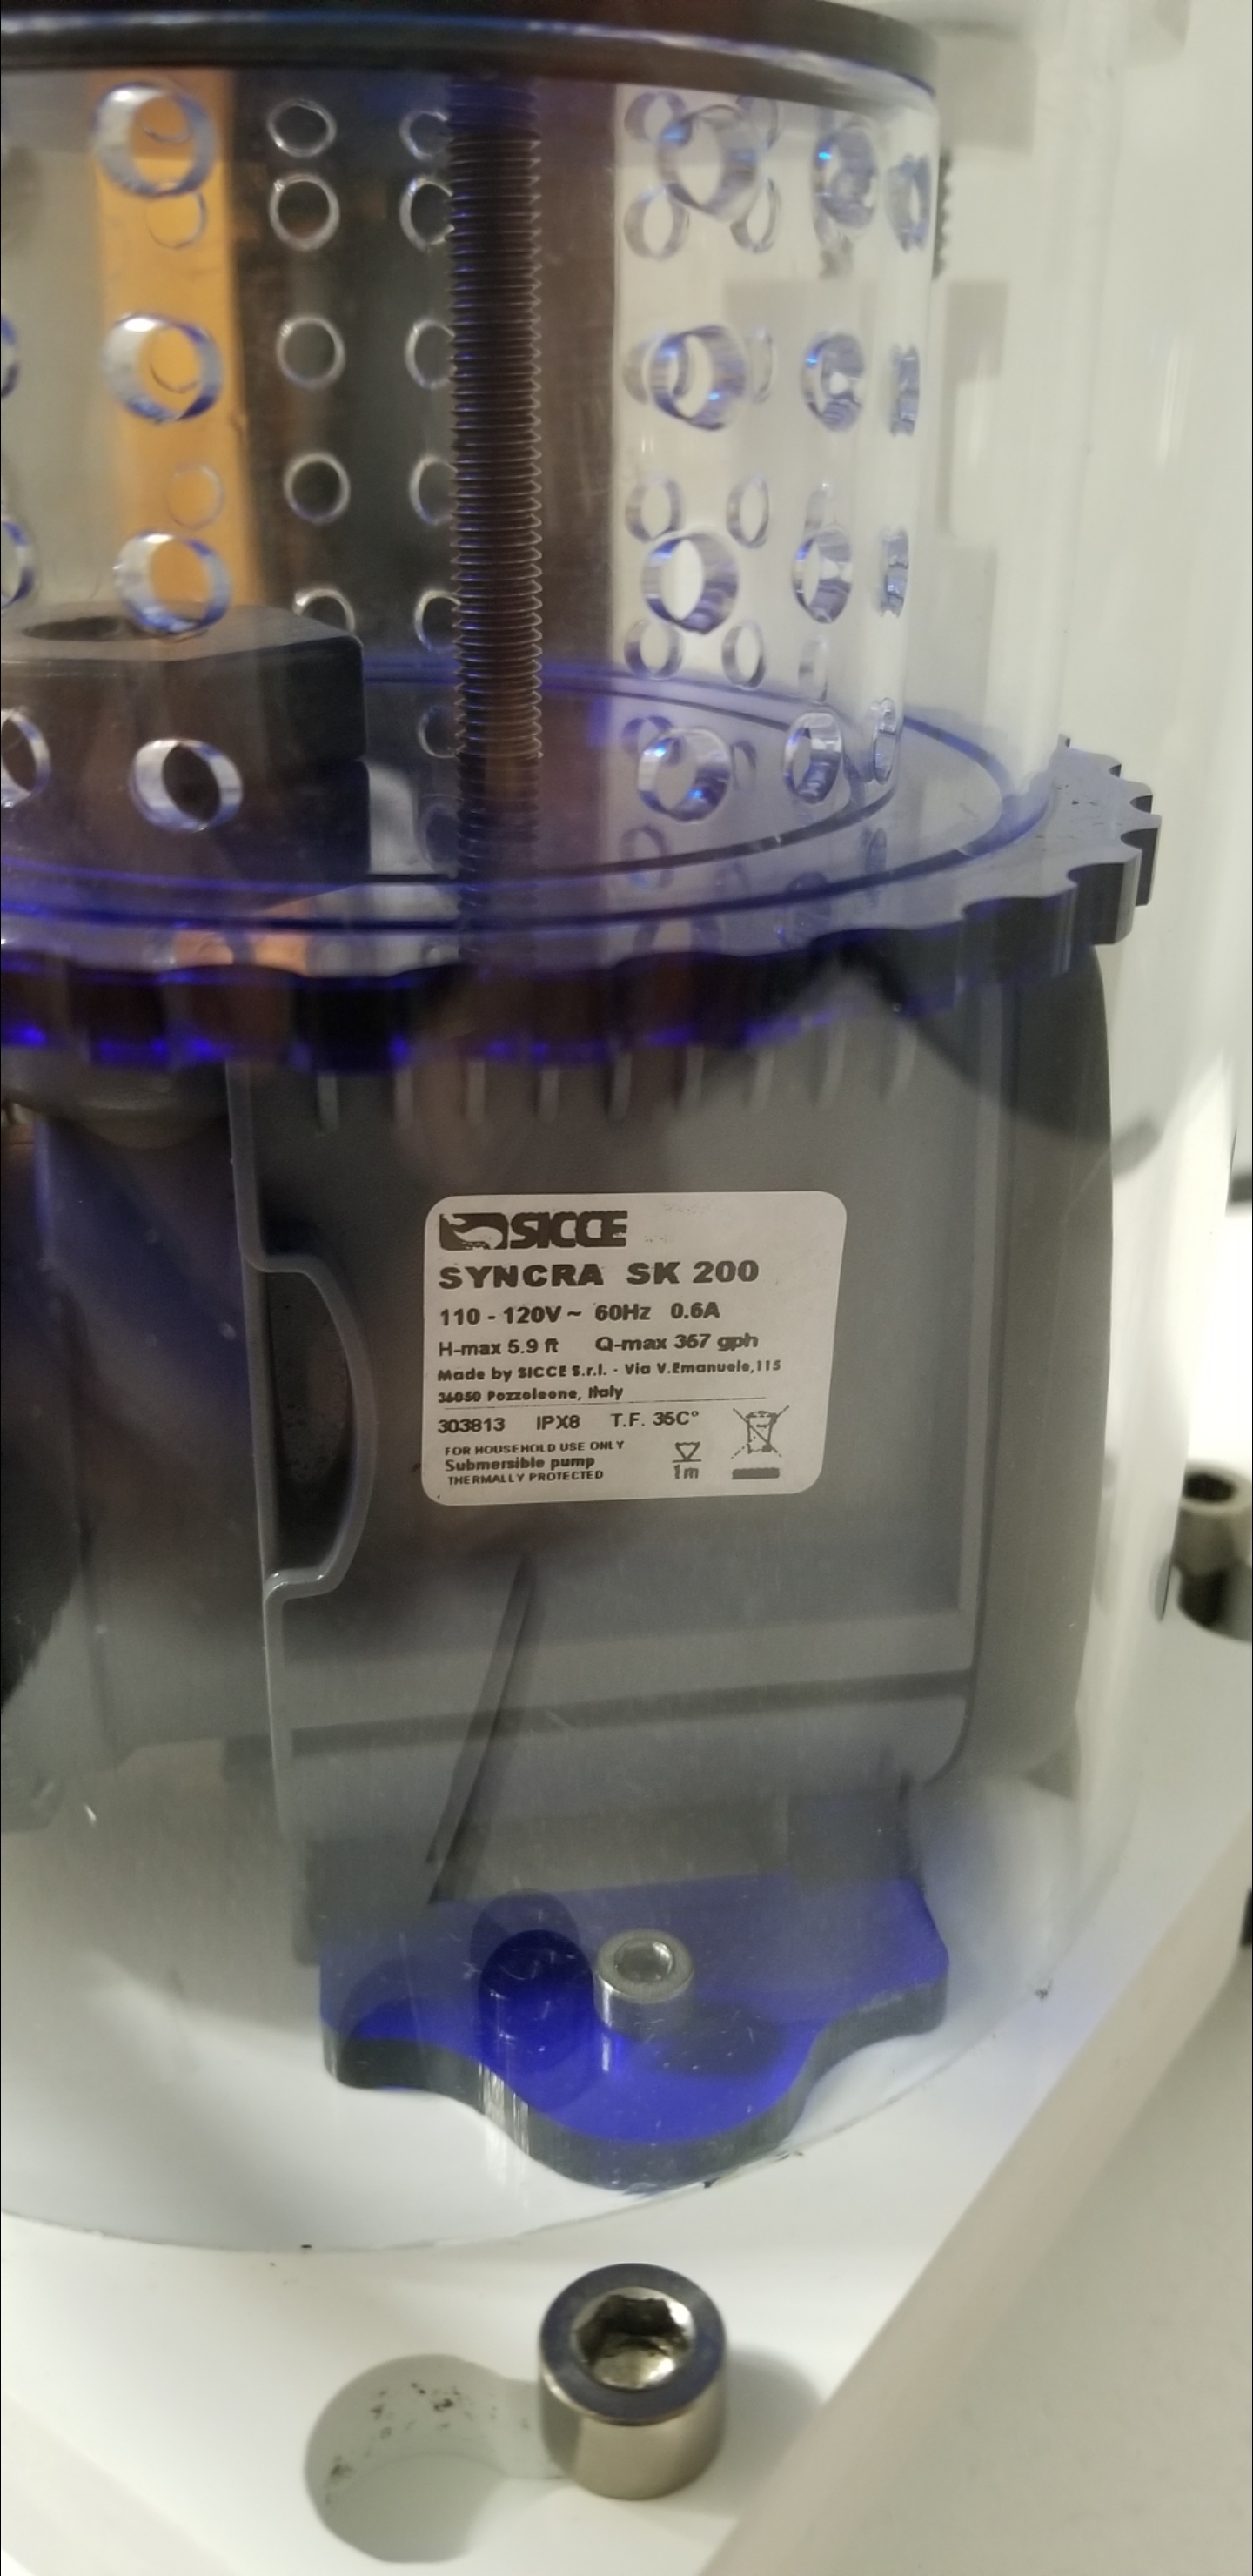 SICCE
SYNCRA SK 200
110 - 120V ~ 60Hz 0.6A
H-max 5.9 ft Q-max 357 gph
Made by SICCE S.r.l. - Via V.Emanuele,115
36050 Pozzoleone, Italy
303813 IPX8 T.F. 35C°
FOR HOUSEHOLD USE ONLY
Submersible pump
THERMALLY PROTECTED
1m